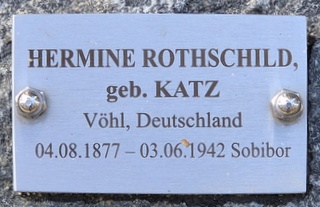 HERMINE ROTHSCHILD,
geb. KATZ
Vöhl, Deutschland
04.08.1877 – 03.06.1942 Sobibor